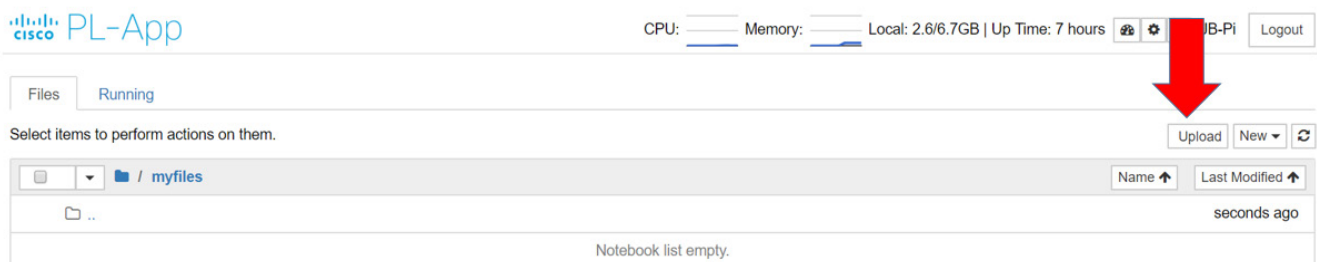 cisco PL-App
CPU: Memory: Local: 2.6/6.7GB | Up Time: 7 hours JB-Pi Logout
Files Running
Select items to perform actions on them.
Upload New
/ myfiles Name Last Modified
.. seconds ago
Notebook list empty.